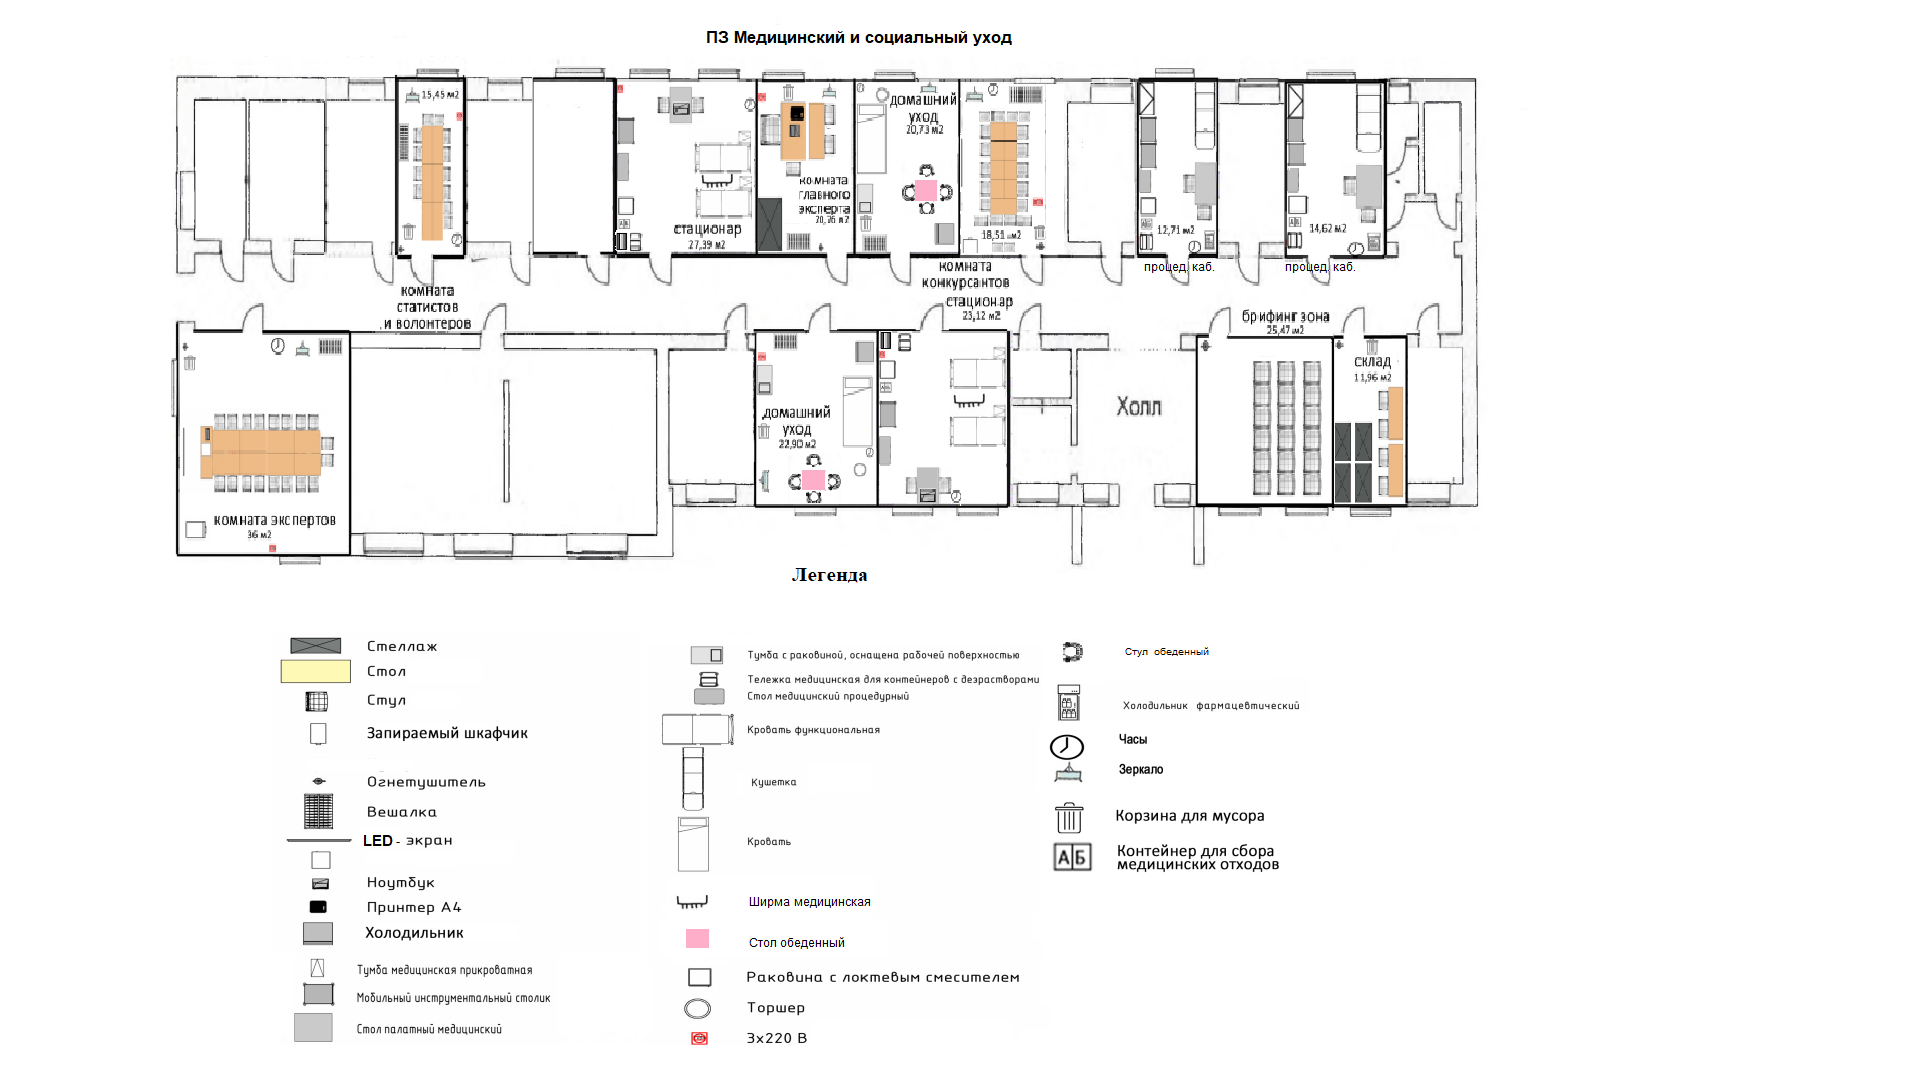 ПЗ Медицинский и социальный уход
15,45 м2
домашний
уход
20,73 м2
комната
главного
эксперта
20,76 м2
стационар
27,39 м2
18,51 м2
12,71 м2
14,62 м2
процед. каб.
процед. каб.
комната
конкурсантов
комната
статистов
и волонтеров
стационар
23,12 м2
брифинг зона
25,47 м2
склад
11,96 м2
Холл
домашний
уход
22,90 м2
комната экспертов
36 м2
Легенда
Стеллаж
Стол
Стул
Запираемый шкафчик
Огнетушитель
Вешалка
LED - экран
Ноутбук
Принтер А4
Холодильник
Тумба медицинская прикроватная
Мобильный инструментальный столик
Стол палатный медицинский
Тумба с раковиной, оснащена рабочей поверхностью
Тележка медицинская для контейнеров с дезрастворами
Стол медицинский процедурный
Кровать функциональная
Кушетка
Кровать
Ширма медицинская
Стол обеденный
Раковина с локтевым смесителем
Торшер
3х220 В
Стул обеденный
Холодильник фармацевтический
Часы
Зеркало
Корзина для мусора
А Б
Контейнер для сбора
медицинских отходов